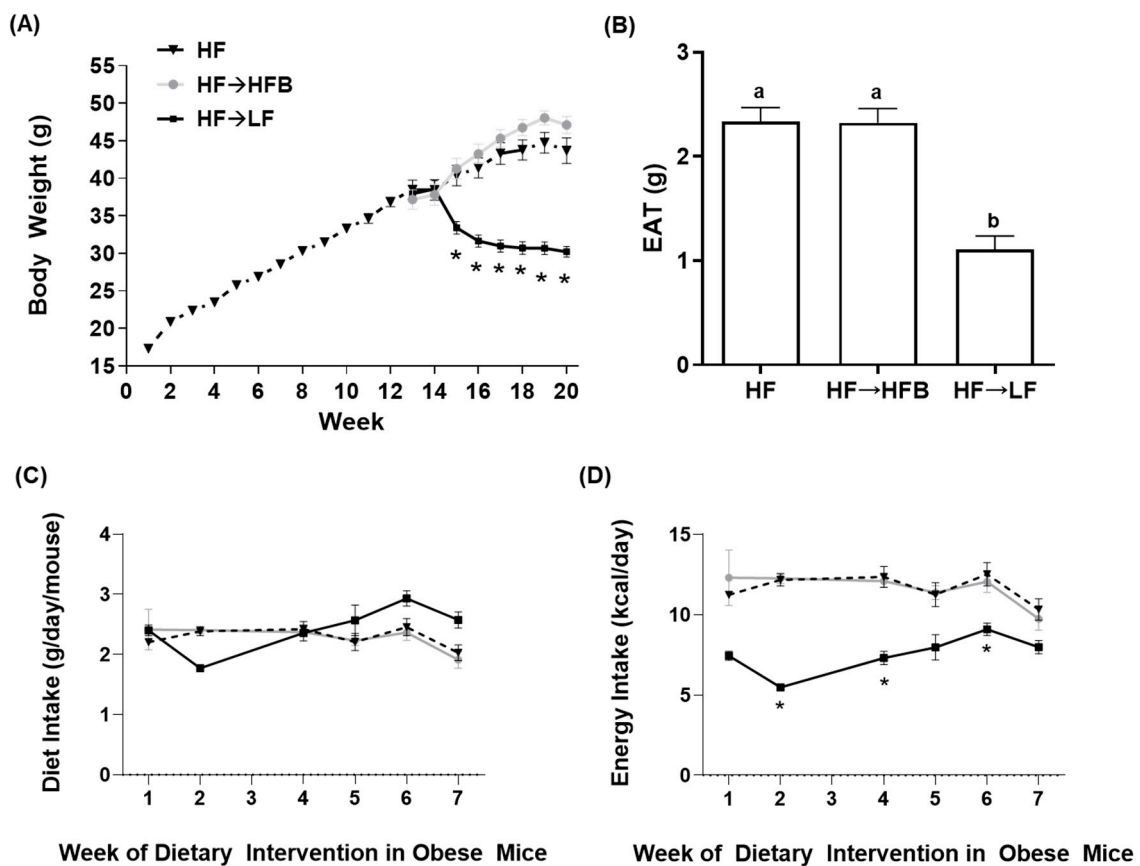 (A)
HF
HF→HFB
HF→LF
55
50
45
40
35
30
25
20
15
Body Weight (g)
0 2 4 6 8 10 12 14 16 18 20
* * * * * *
Week
(B)
3
2
1
0
EAT (g)
a a b
HF HF→HFB HF→LF
(C)
4
3
2
1
0
Diet Intake (g/day/mouse)
1 2 3 4 5 6 7
Week of Dietary Intervention in Obese Mice
(D)
15
10
5
0
Energy Intake (kcal/day)
* * *
1 2 3 4 5 6 7
Week of Dietary Intervention in Obese Mice